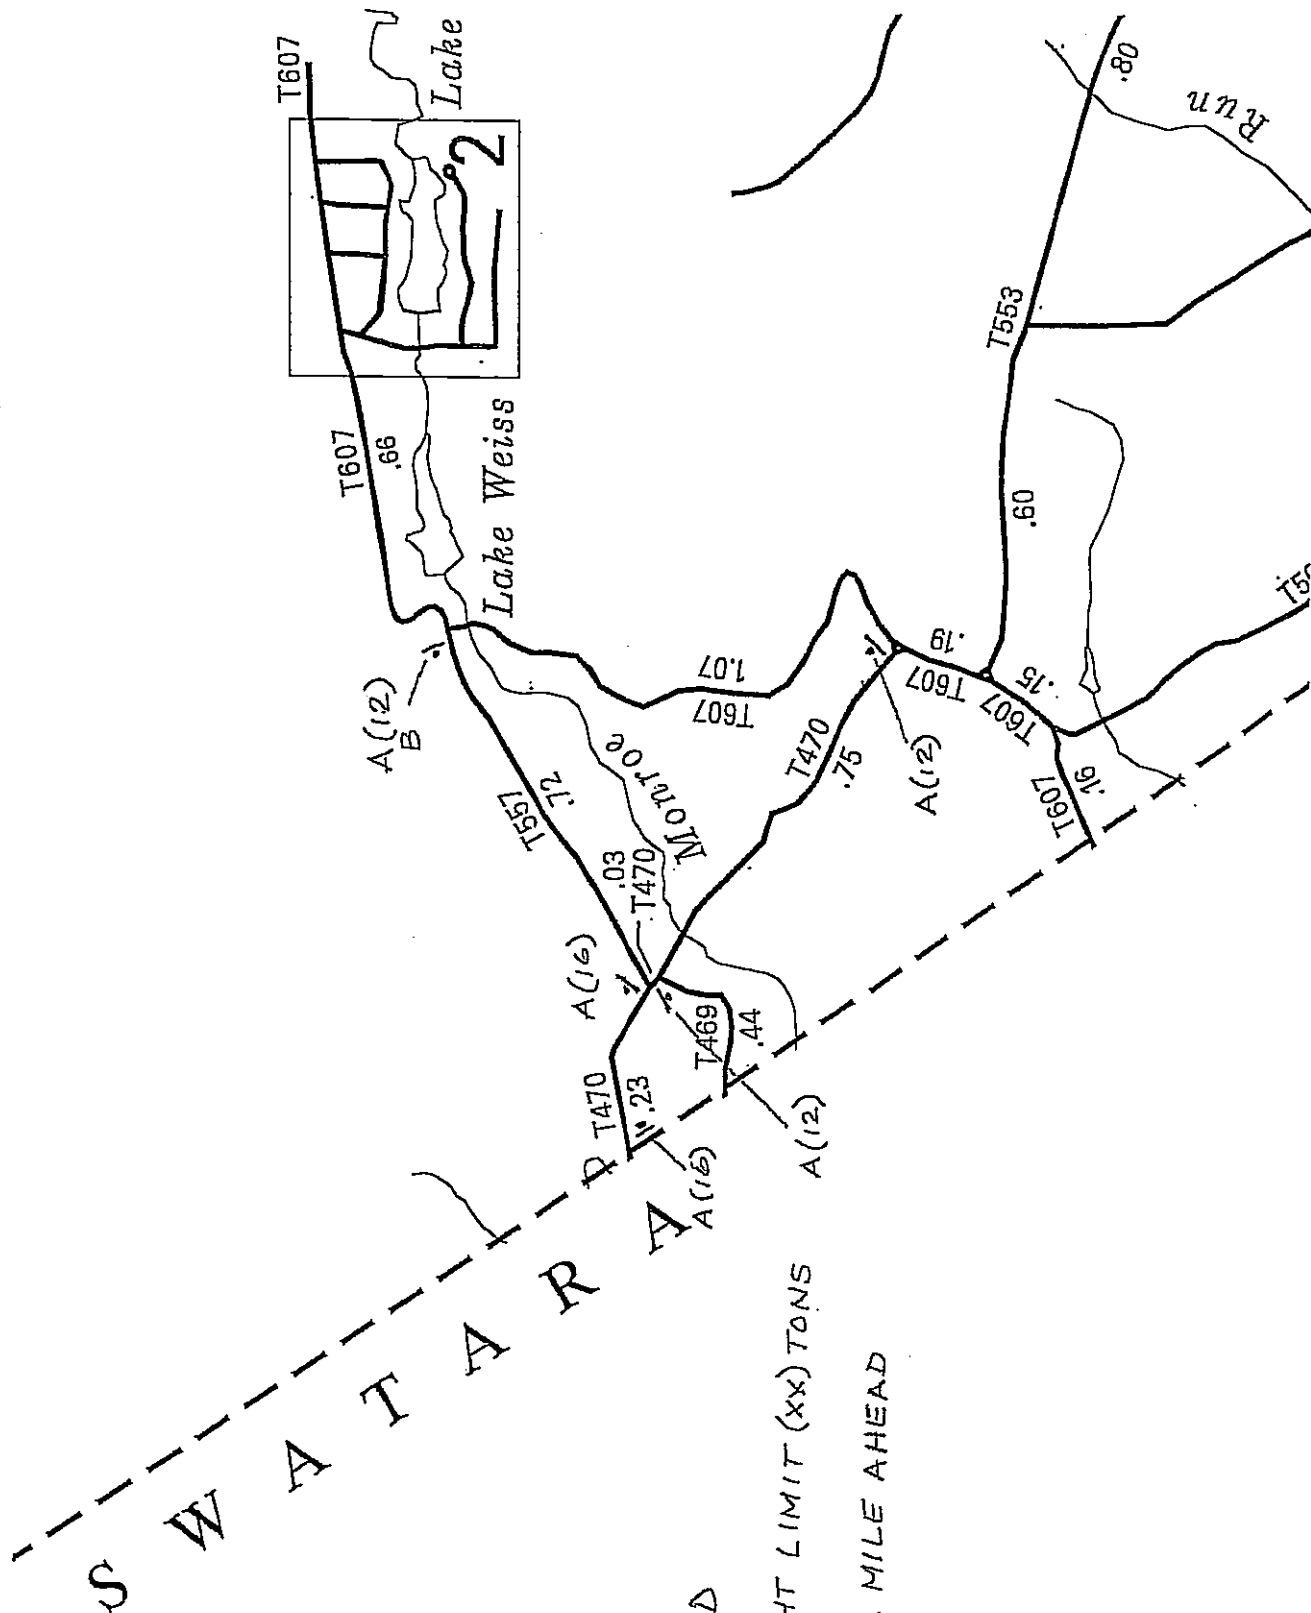 T607
Lake
2
T607
.66
Lake Weiss
A(12)
B
T557
.72
T607
1.07
Monroe
.03
T470
T470
.75
A(12)
T607
.19
T607
.15
T607
.16
T553
.60
.80
Run
A(16)
T469
.44
D
T470
.23
A(16)
A(12)
SWATARA
D
HT LIMIT (XX) TONS
MILE AHEAD